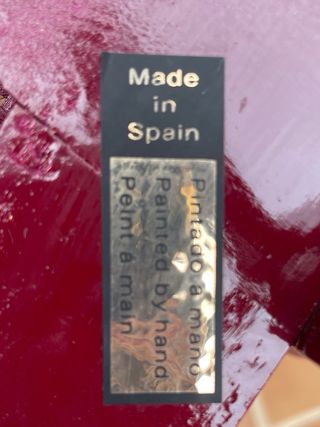 Made
in
Spain
Pintado a mano
Painted by hand
Peint à main